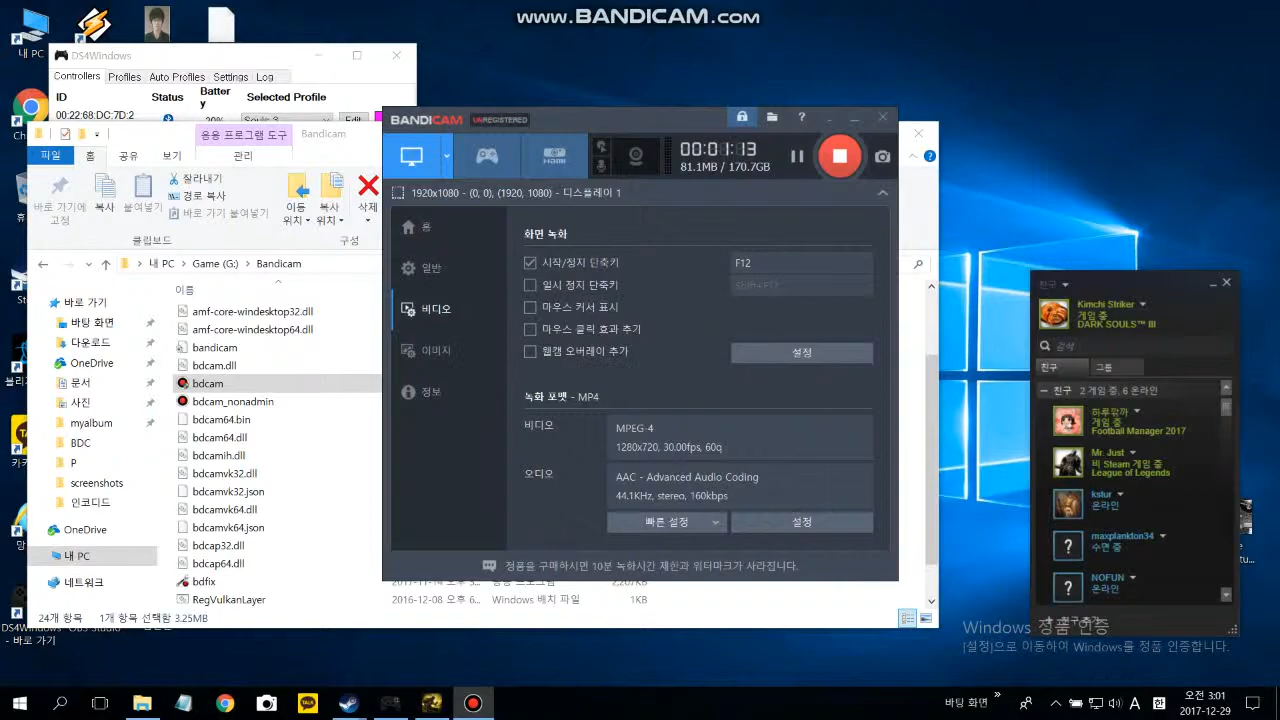 www.BANDICAM.com
내 PC
DS4Windows
Controllers
Profiles
Auto Profiles
Settings
Log
ID
Status
Battery
Selected Profile
00:22:68:DC:7D:2
20%
Souls 3
Edit
응용 프로그램 도구
Bandicam
파일
홈
공유
보기
관리
바로 가기에 고정
복사
붙여넣기
잘라내기
경로 복사
바로 가기 붙여넣기
이동 위치
복사 위치
삭제
클립보드
구성
내 PC > Game (G:) > Bandicam
이름
바로 가기
바탕 화면
다운로드
OneDrive
문서
사진
myalbum
BDC
P
screenshots
인코디드
OneDrive
내 PC
네트워크
amf-core-windesktop32.dll
amf-core-windesktop64.dll
bandicam
bdcam.dll
bdcam
bdcam_nonadmin
bdcam64.bin
bdcam64.dll
bdcamih.dll
bdcamvk32.dll
bdcamvk32.json
bdcamvk64.dll
bdcamvk64.json
bdcap32.dll
bdcap64.dll
bdfix
RegVulkanLayer
2016-12-08 오후 6... Windows 배치 파일 1KB
24개 항목 1개 항목 선택함 3.25MB
- 바로 가기
BANDICAM UNREGISTERED
00:01:13
81.1MB / 170.7GB
1920x1080 - (0, 0), (1920, 1080) - 디스플레이 1
홈
일반
비디오
이미지
정보
화면 녹화
시작/정지 단축키
F12
일시 정지 단축키
Shift+F12
마우스 커서 표시
마우스 클릭 효과 추가
웹캠 오버레이 추가
설정
녹화 포맷 - MP4
비디오
MPEG-4
1280x720, 30.00fps, 60q
오디오
AAC - Advanced Audio Coding
44.1KHz, stereo, 160kbps
빠른 설정
설정
정품을 구매하시면 10분 녹화시간 제한과 워터마크가 사라집니다.
친구
Kimchi Striker
게임 중
DARK SOULS™ III
검색
친구
그룹
친구 2 게임 중, 6 온라인
하루깜까
게임 중
Football Manager 2017
Mr. Just
비 Steam 게임 중
League of Legends
kstur
온라인
maxplankton34
수면 중
NOFUN
온라인
Windows 정품 인증
[설정]으로 이동하여 Windows를 정품 인증합니다.
TALK
바탕 화면
A
한
오전 3:01
2017-12-29